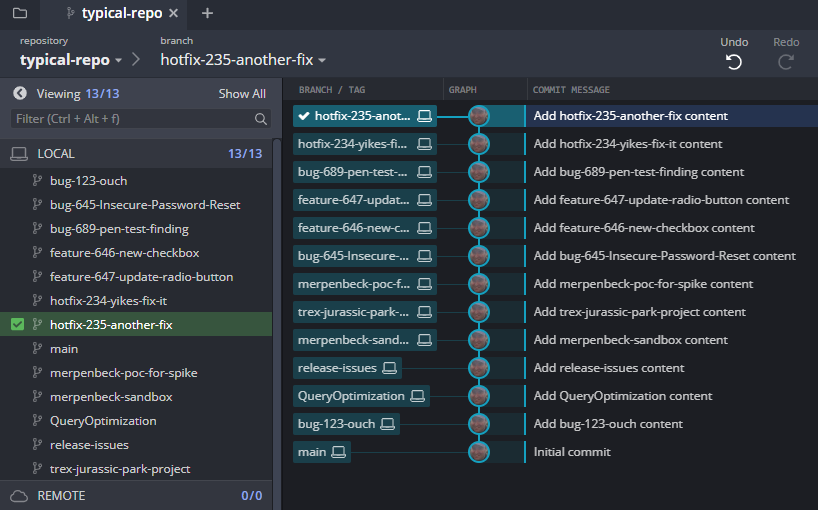 typical-repo
repository
typical-repo
branch
hotfix-235-another-fix
Undo
Redo
Viewing 13/13
Show All
Filter (Ctrl + Alt + f)
LOCAL 13/13
bug-123-ouch
bug-645-Insecure-Password-Reset
bug-689-pen-test-finding
feature-646-new-checkbox
feature-647-update-radio-button
hotfix-234-yikes-fix-it
hotfix-235-another-fix
main
merpenbeck-poc-for-spike
merpenbeck-sandbox
QueryOptimization
release-issues
trex-jurassic-park-project
REMOTE 0/0
BRANCH / TAG GRAPH COMMIT MESSAGE
hotfix-235-anot... Add hotfix-235-another-fix content
hotfix-234-yikes-fi... Add hotfix-234-yikes-fix-it content
bug-689-pen-test-... Add bug-689-pen-test-finding content
feature-647-updat... Add feature-647-update-radio-button content
feature-646-new-c... Add feature-646-new-checkbox content
bug-645-Insecure-... Add bug-645-Insecure-Password-Reset content
merpenbeck-poc-f... Add merpenbeck-poc-for-spike content
trex-jurassic-park-... Add trex-jurassic-park-project content
merpenbeck-sand... Add merpenbeck-sandbox content
release-issues Add release-issues content
QueryOptimization Add QueryOptimization content
bug-123-ouch Add bug-123-ouch content
main Initial commit